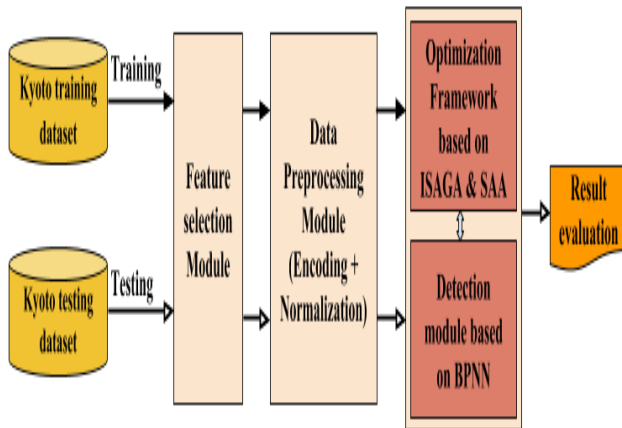 Kyoto training
dataset
Training
Kyoto testing
dataset
Testing
Feature
selection
Module
Data
Preprocessing
Module
(Encoding +
Normalization)
Optimization
Framework
based on
ISAGA & SAA
Detection
module based
on BPNN
Result
evaluation